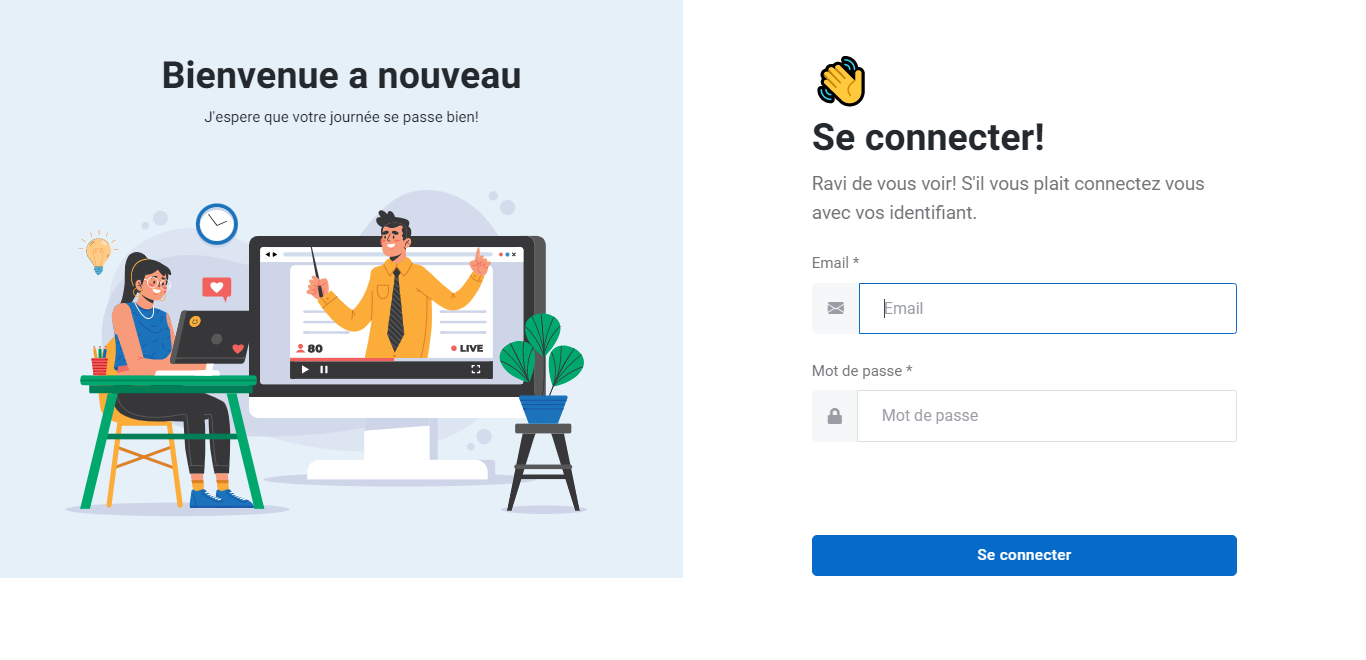 Bienvenue a nouveau
J'espere que votre journée se passe bien!
80
LIVE
Se connecter!
Ravi de vous voir! S'il vous plait connectez vous
avec vos identifiant.
Email *
Email
Mot de passe *
Mot de passe
Se connecter